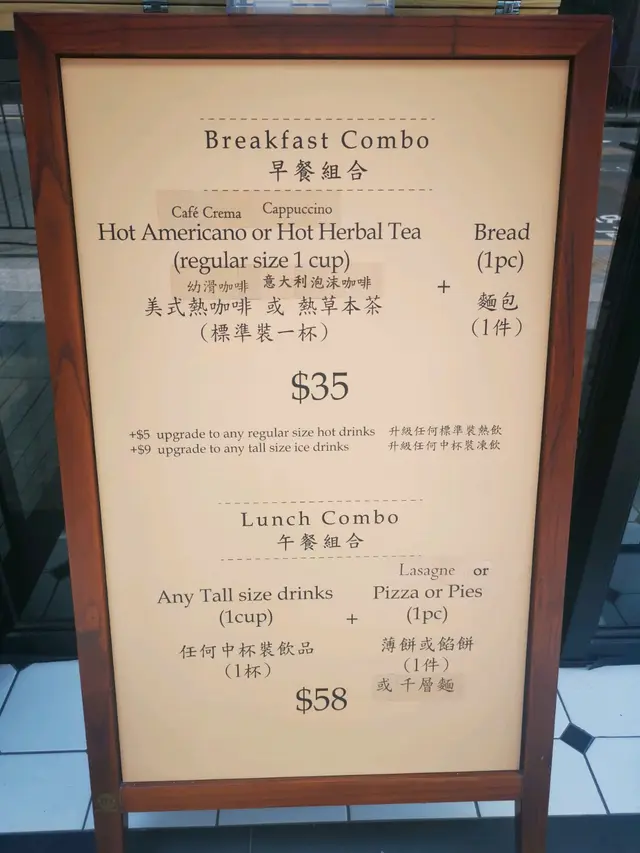 Breakfast Combo
早餐組合
Café Crema Cappuccino
Hot Americano or Hot Herbal Tea
(regular size 1 cup)
幼滑咖啡 意大利泡沫咖啡
美式熱咖啡 或 熱草本茶
（標準裝一杯）
+
Bread
(1pc)
麵包
（1件）
$35
+$5 upgrade to any regular size hot drinks 升級任何標準裝熱飲
+$9 upgrade to any tall size ice drinks 升級任何中杯裝凍飲
Lunch Combo
午餐組合
Any Tall size drinks
(1cup)
任何中杯裝飲品
（1杯）
+
Lasagne or
Pizza or Pies
(1pc)
薄餅或餡餅
（1件）
或 千層麵
$58